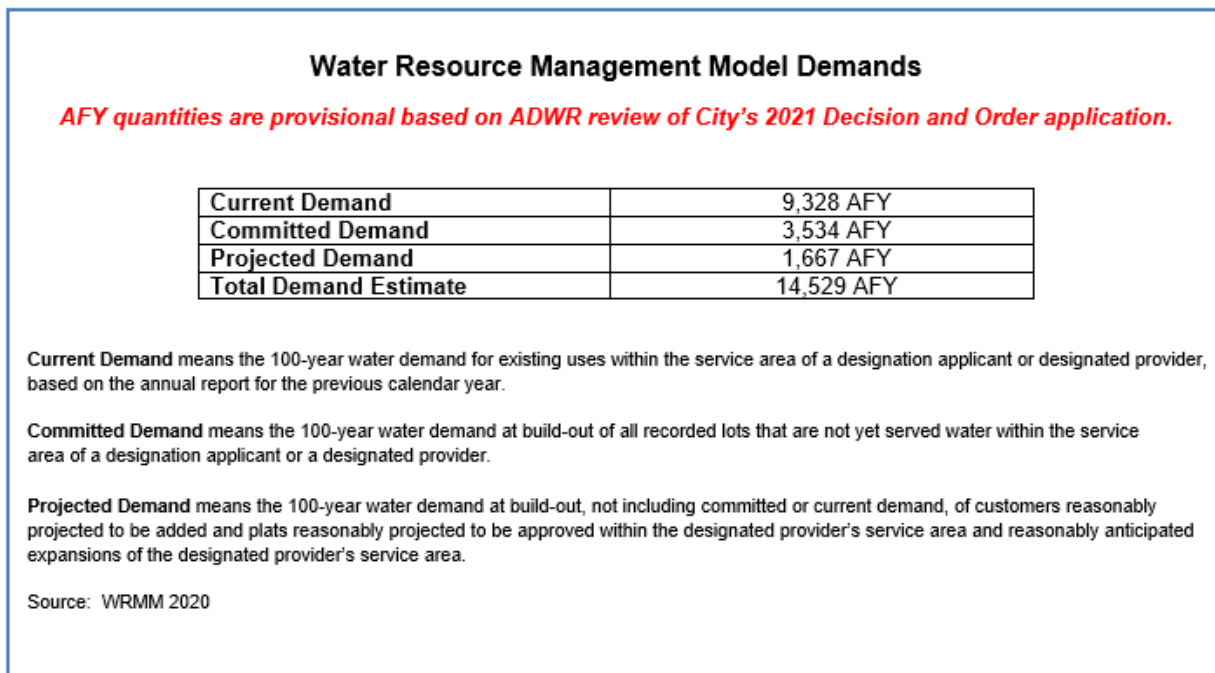 Water Resource Management Model Demands
AFY quantities are provisional based on ADWR review of City's 2021 Decision and Order application.
Current Demand 9,328 AFY
Committed Demand 3,534 AFY
Projected Demand 1,667 AFY
Total Demand Estimate 14,529 AFY
Current Demand means the 100-year water demand for existing uses within the service area of a designation applicant or designated provider,
based on the annual report for the previous calendar year.
Committed Demand means the 100-year water demand at build-out of all recorded lots that are not yet served water within the service
area of a designation applicant or a designated provider.
Projected Demand means the 100-year water demand at build-out, not including committed or current demand, of customers reasonably
projected to be added and plats reasonably projected to be approved within the designated provider's service area and reasonably anticipated
expansions of the designated provider's service area.
Source: WRMM 2020